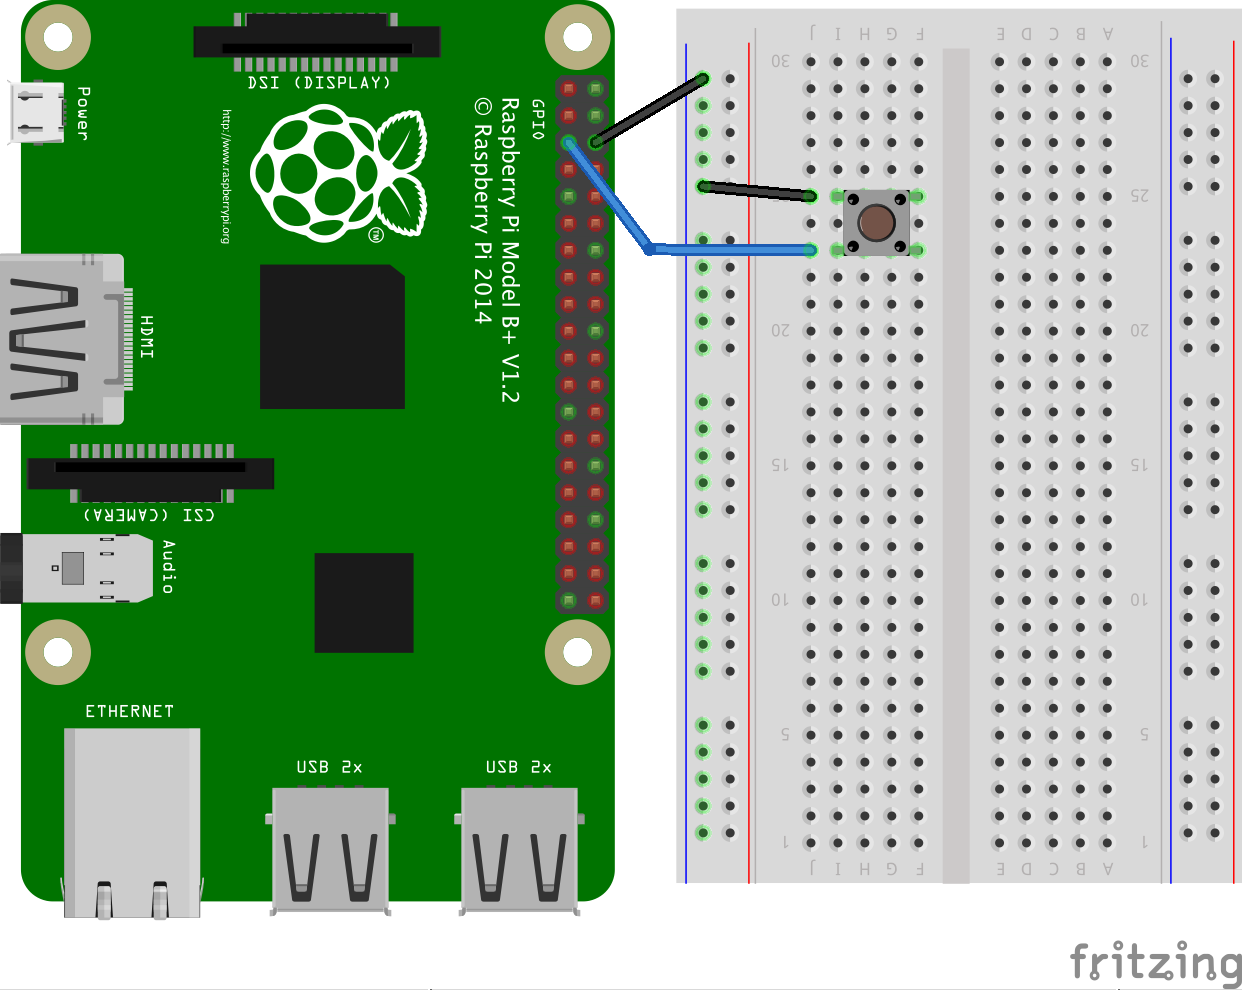 DSI (DISPLAY)
Power
http://www.raspberrypi.org
GPIO
Raspberry Pi Model B+ V1.2
© Raspberry Pi 2014
TM
HDMI
CSI (CAMERA)
Audio
ETHERNET
USB 2x
USB 2x
J I H G F E D C B A
30 30
25
20 20
15 15
10 10
5 5
1 1
J I H G F E D C B A
fritzing